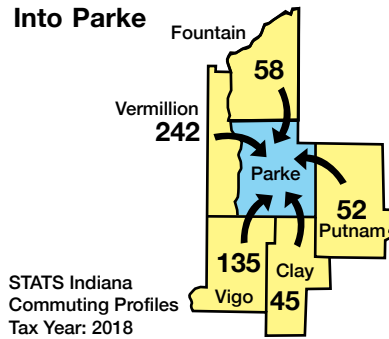 Into Parke
Fountain
58
Vermillion
242
Parke
52
Putnam
135
Vigo
Clay
45
STATS Indiana
Commuting Profiles
Tax Year: 2018